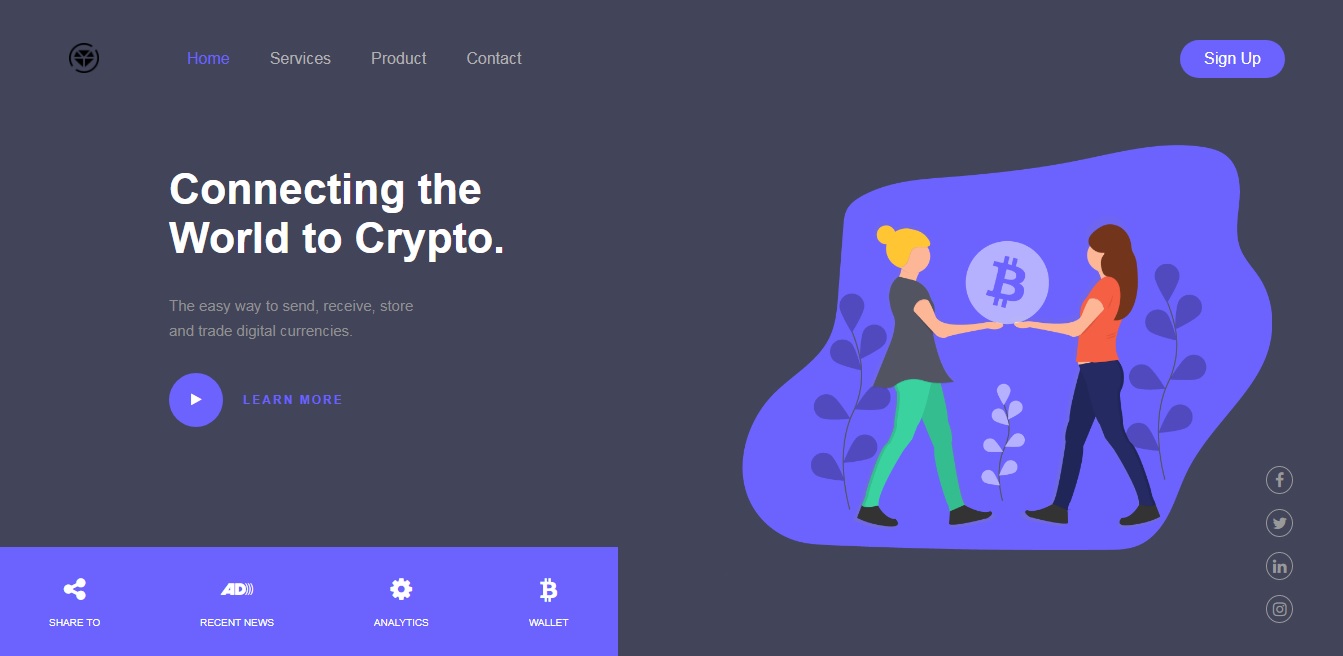 Home Services Product Contact Sign Up
Connecting the
World to Crypto.
The easy way to send, receive, store
and trade digital currencies.
LEARN MORE
SHARE TO RECENT NEWS ANALYTICS WALLET